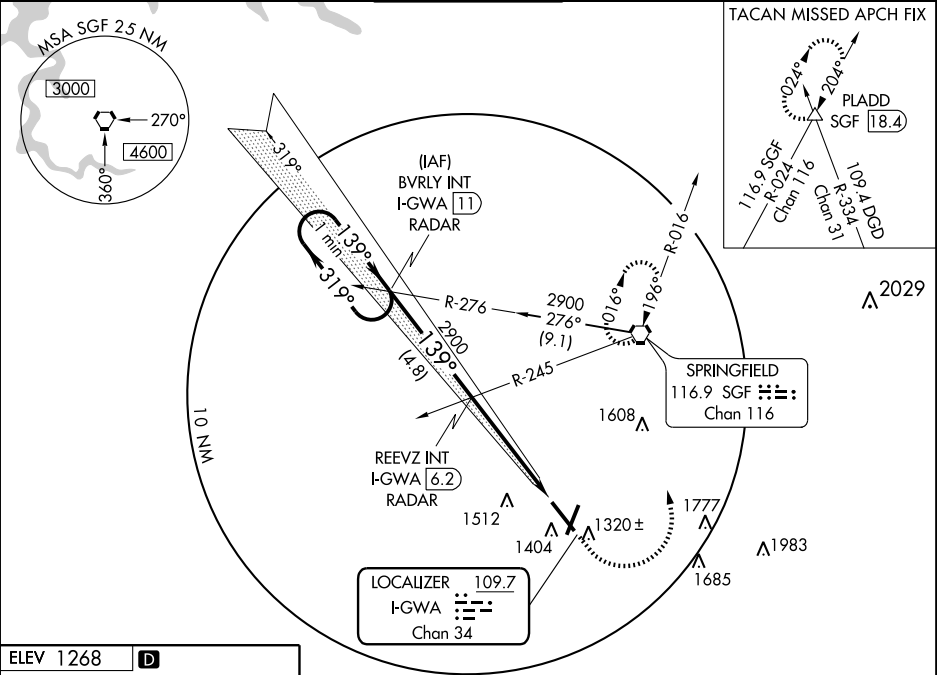 MSA SGF 25 NM
3000
270°
4600
360°
TACAN MISSED APCH FIX
024°
204°
PLADD
SGF 18.4
116.9 SGF
R-024
Chan 116
109.4 DGD
R-334
Chan 31
2029
319°
(IAF)
BVRLY INT
I-GWA 11
RADAR
139°
1 min
319°
R-276
2900
276°
(9.1)
R-016
016°
196°
2900
139°
(4.8)
R-245
SPRINGFIELD
116.9 SGF
Chan 116
1608
10 NM
REEVZ INT
I-GWA 6.2
RADAR
1512
1404
1320 ±
1777
1983
1685
LOCALIZER 109.7
I-GWA
Chan 34
ELEV 1268 D